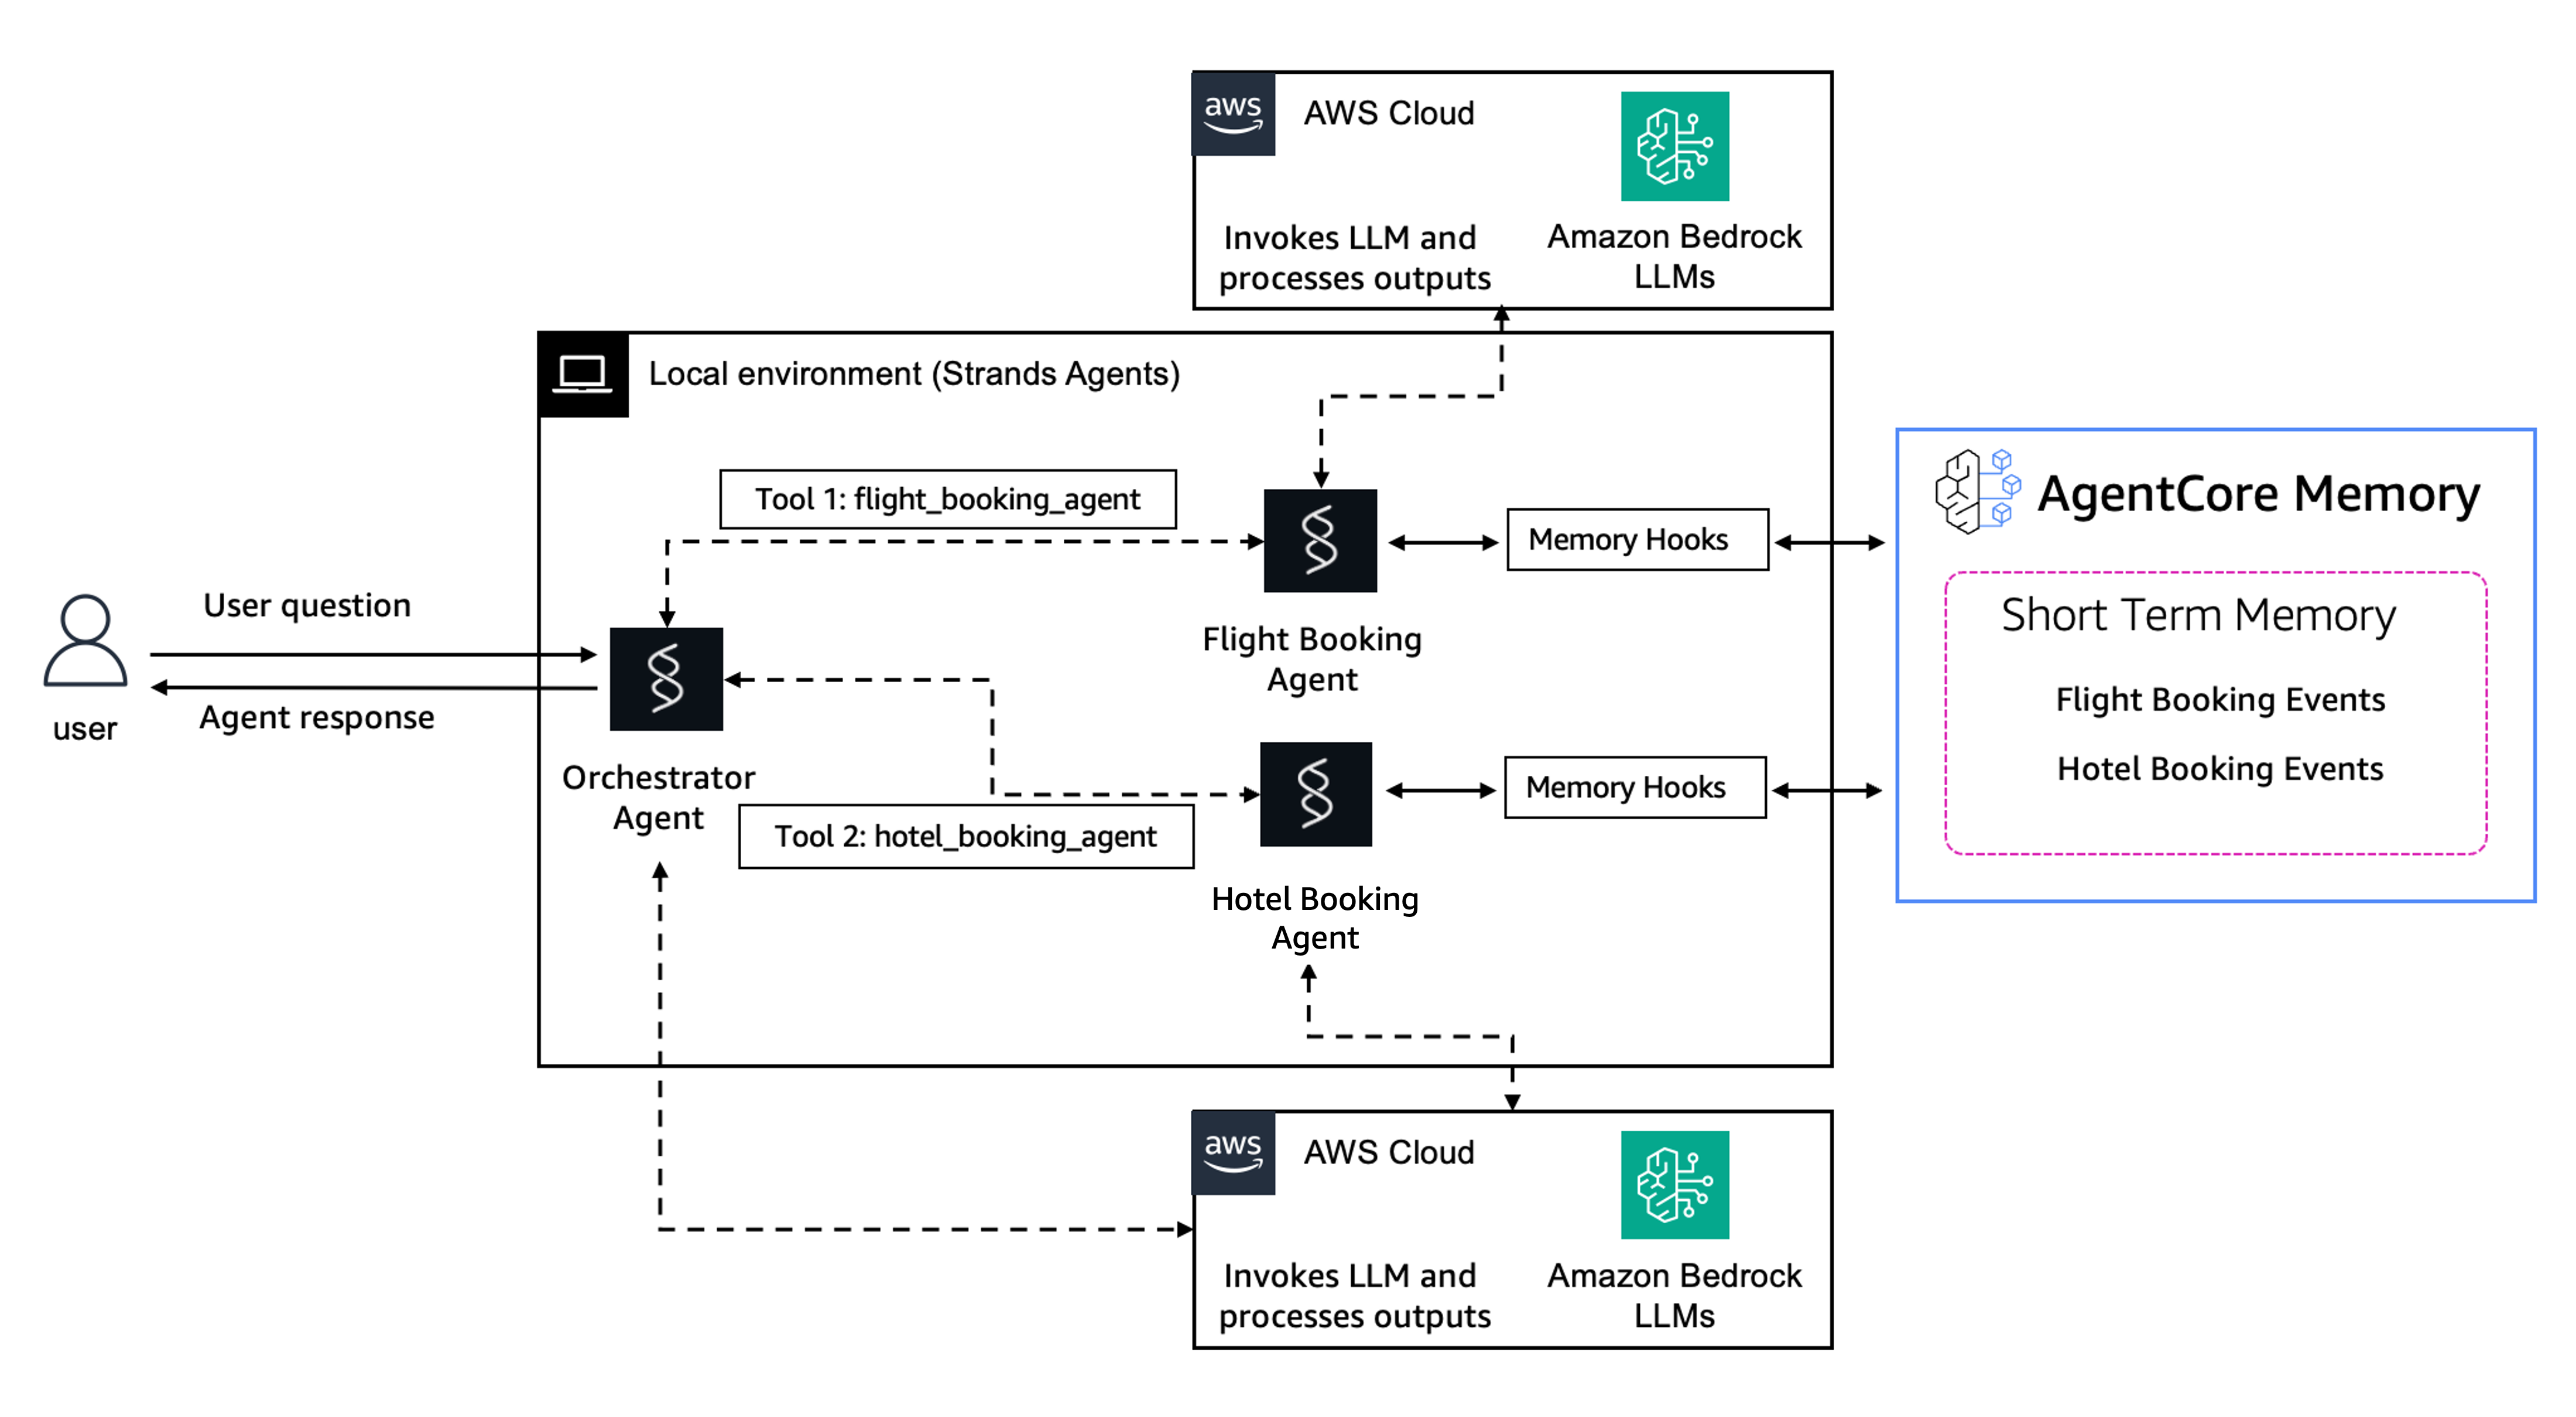 aws
AWS Cloud
Invokes LLM and
processes outputs
Amazon Bedrock
LLMs
Local environment (Strands Agents)
Tool 1: flight_booking_agent
Memory Hooks
AgentCore Memory
Short Term Memory
Flight Booking Events
Hotel Booking Events
User question
Agent response
user
Flight Booking
Agent
Orchestrator
Agent
Tool 2: hotel_booking_agent
Memory Hooks
Hotel Booking
Agent
aws
AWS Cloud
Invokes LLM and
processes outputs
Amazon Bedrock
LLMs